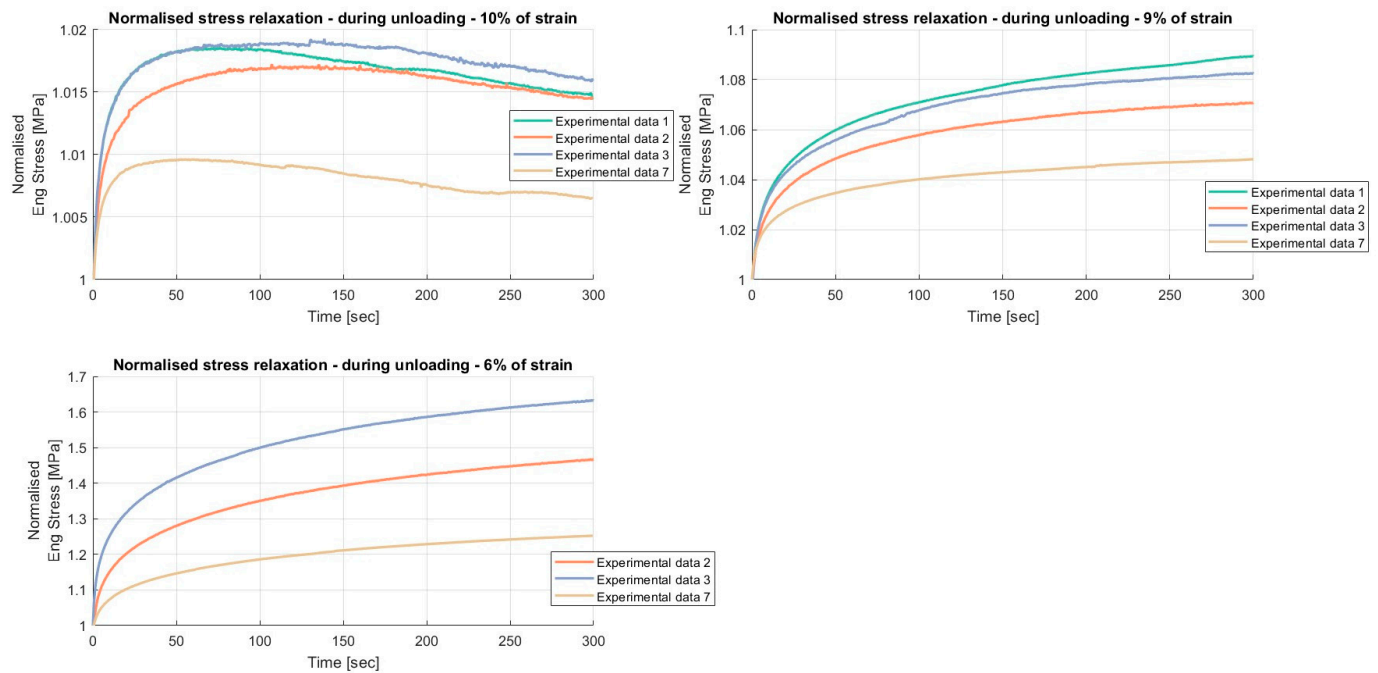 Normalised stress relaxation - during unloading - 10% of strain
1.02
1.015
1.01
1.005
1
Normalised
Eng Stress [MPa]
0 50 100 150 200 250 300
Time [sec]
Experimental data 1
Experimental data 2
Experimental data 3
Experimental data 7
Normalised stress relaxation - during unloading - 9% of strain
1.1
1.08
1.06
1.04
1.02
1
Normalised
Eng Stress [MPa]
0 50 100 150 200 250 300
Time [sec]
Experimental data 1
Experimental data 2
Experimental data 3
Experimental data 7
Normalised stress relaxation - during unloading - 6% of strain
1.7
1.6
1.5
1.4
1.3
1.2
1.1
1
Normalised
Eng Stress [MPa]
0 50 100 150 200 250 300
Time [sec]
Experimental data 2
Experimental data 3
Experimental data 7